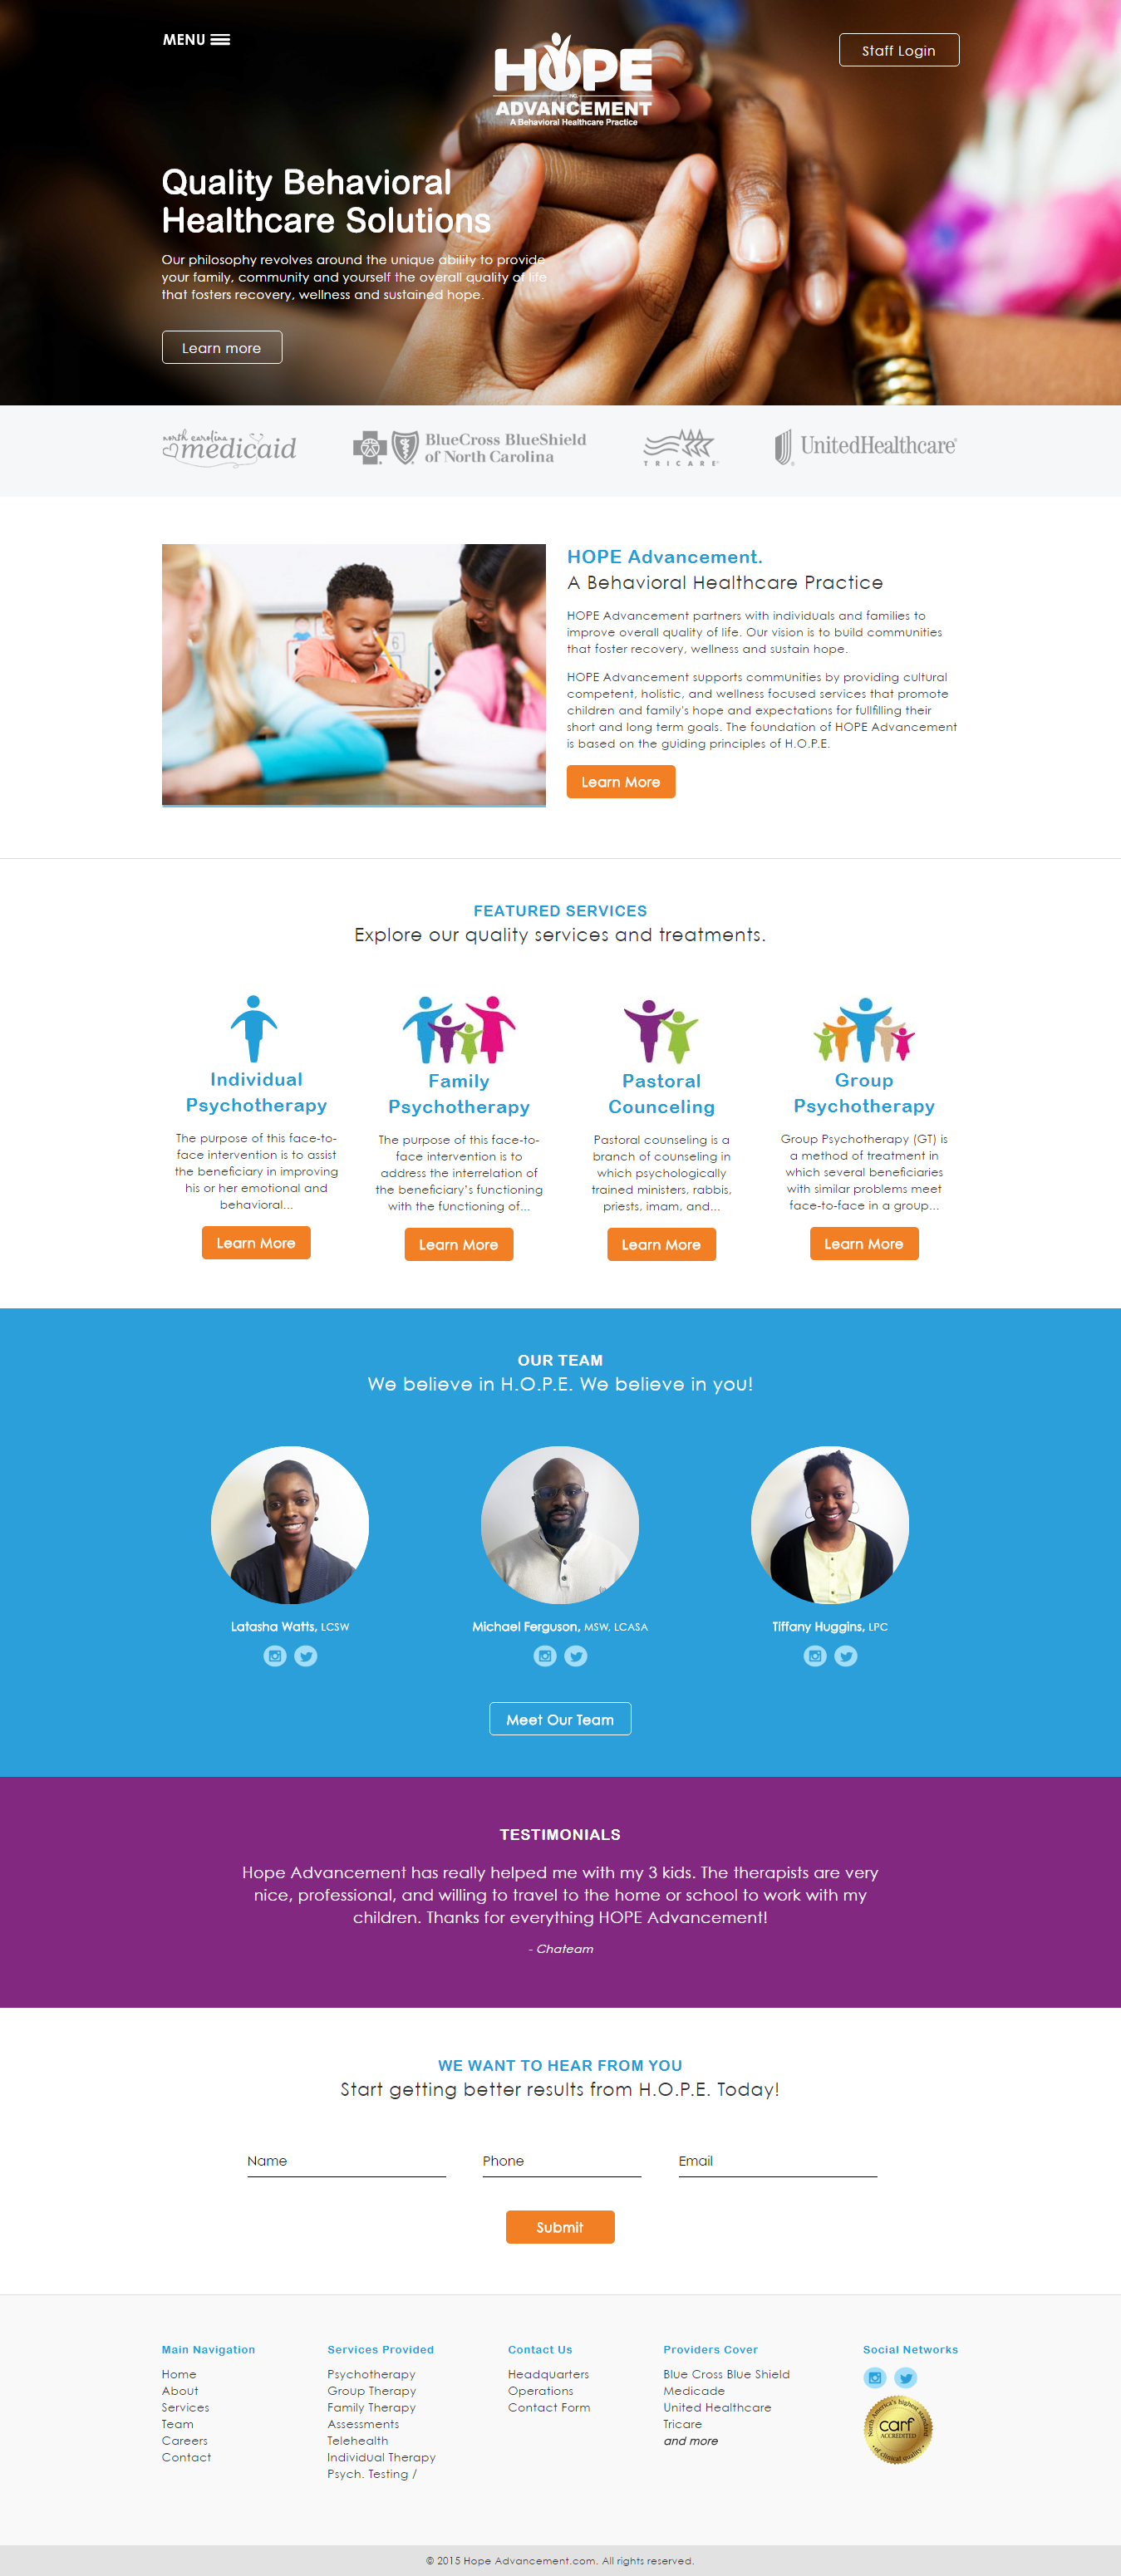 MENU
HOPE
INC.
ADVANCEMENT
A Behavioral Healthcare Practice
Staff Login
Quality Behavioral
Healthcare Solutions
Our philosophy revolves around the unique ability to provide
your family, community and yourself the overall quality of life
that fosters recovery, wellness and sustained hope.
Learn more
north carolina
medicaid
BlueCross BlueShield
of North Carolina
TRICARE
UnitedHealthcare
6
HOPE Advancement.
A Behavioral Healthcare Practice
HOPE Advancement partners with individuals and families to
improve overall quality of life. Our vision is to build communities
that foster recovery, wellness and sustain hope.
HOPE Advancement supports communities by providing cultural
competent, holistic, and wellness focused services that promote
children and family's hope and expectations for fullfilling their
short and long term goals. The foundation of HOPE Advancement
is based on the guiding principles of H.O.P.E.
Learn More
FEATURED SERVICES
Explore our quality services and treatments.
Individual
Psychotherapy
The purpose of this face-to-
face intervention is to assist
the beneficiary in improving
his or her emotional and
behavioral...
Learn More
Family
Psychotherapy
The purpose of this face-to-
face intervention is to
address the interrelation of
the beneficiary's functioning
with the functioning of...
Learn More
Pastoral
Counceling
Pastoral counseling is a
branch of counseling in
which psychologically
trained ministers, rabbis,
priests, imam, and...
Learn More
Group
Psychotherapy
Group Psychotherapy (GT) is
a method of treatment in
which several beneficiaries
with similar problems meet
face-to-face in a group...
Learn More
OUR TEAM
We believe in H.O.P.E. We believe in you!
Latasha Watts, LCSW
Michael Ferguson, MSW, LCASA
Tiffany Huggins, LPC
Meet Our Team
TESTIMONIALS
Hope Advancement has really helped me with my 3 kids. The therapists are very
nice, professional, and willing to travel to the home or school to work with my
children. Thanks for everything HOPE Advancement!
- Chateam
WE WANT TO HEAR FROM YOU
Start getting better results from H.O.P.E. Today!
Name
Phone
Email
Submit
Main Navigation
Home
About
Services
Team
Careers
Contact
Services Provided
Psychotherapy
Group Therapy
Family Therapy
Assessments
Telehealth
Individual Therapy
Psych. Testing /
Contact Us
Headquarters
Operations
Contact Form
Providers Cover
Blue Cross Blue Shield
Medicade
United Healthcare
Tricare
and more
Social Networks
North America's highest standard
carf
ACCREDITED
of clinical quality
© 2015 Hope Advancement.com. All rights reserved.